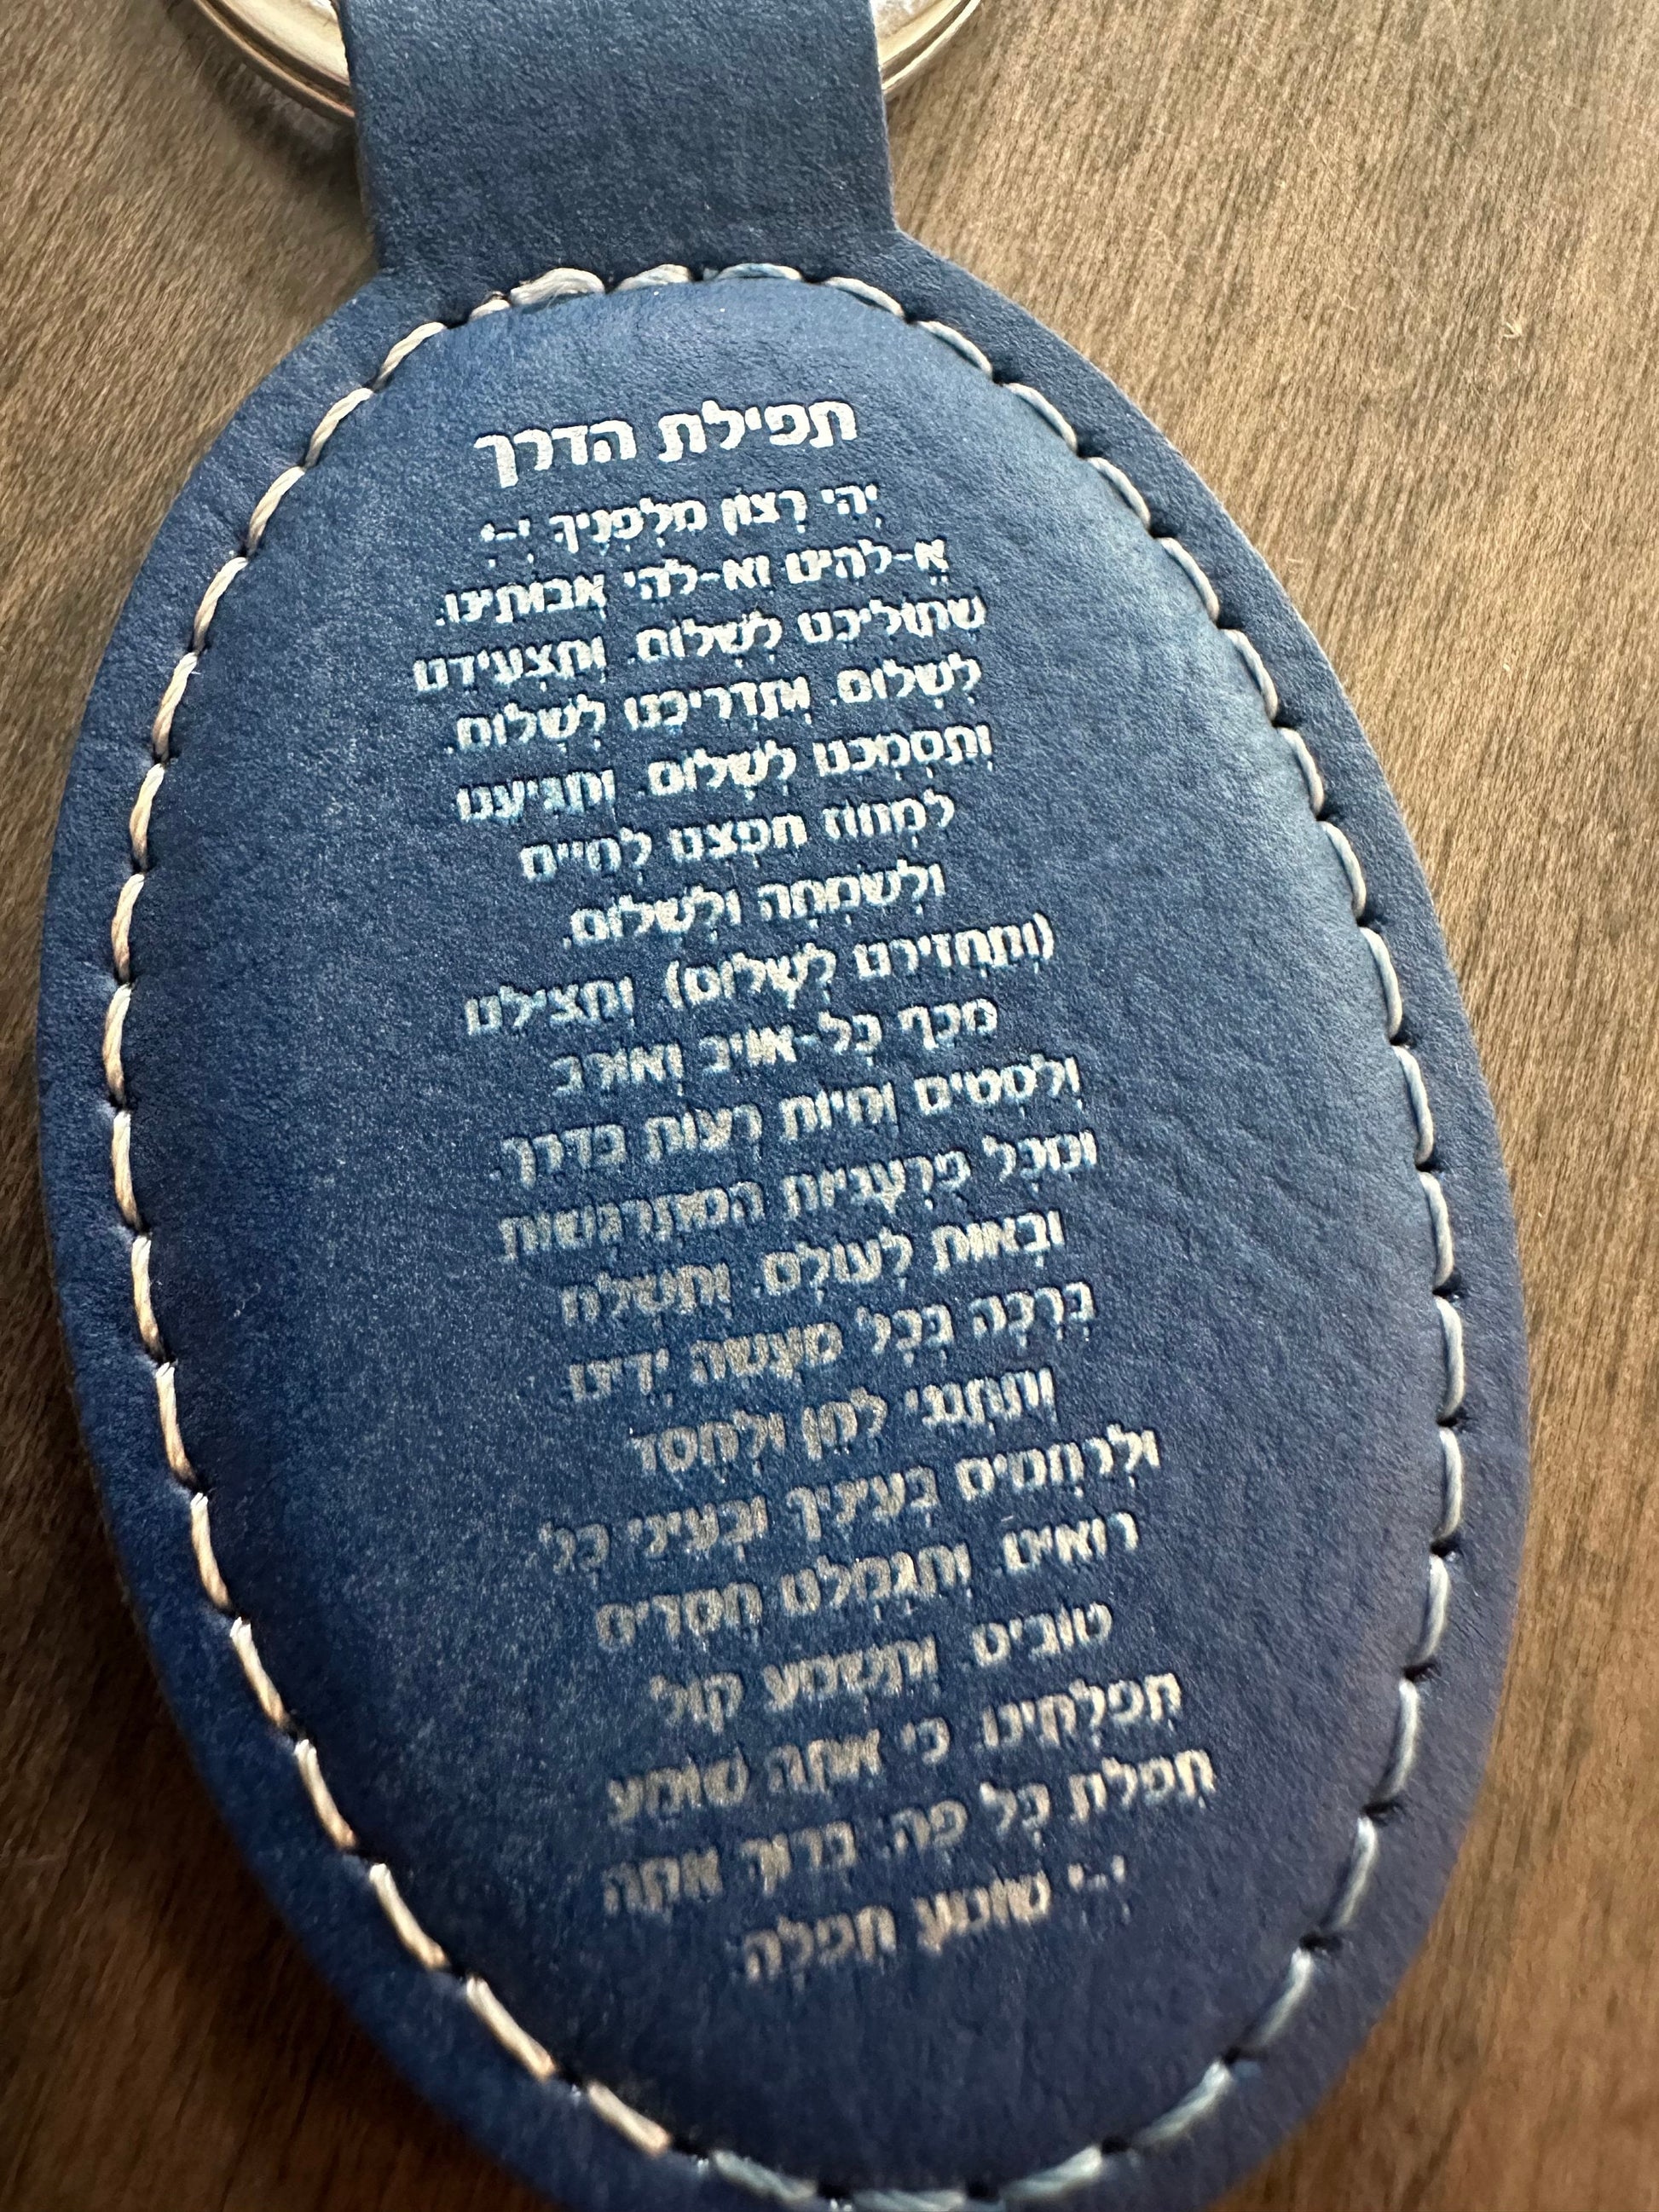 תפילת הדרך
יְהִי רָצוֹן מִלְפָנֶיךָ יְ-יָ
אֱ-לֹהֵינוּ וֵא-לֹהֵי אֲבוֹתֵינוּ.
שֶׁתּוֹלִיכֵנוּ לְשָׁלוֹם. וְתַצְעִידֵנוּ
לְשָׁלוֹם. וְתַדְרִיכֵנוּ לְשָׁלוֹם.
וְתִסְמְכֵנוּ לְשָׁלוֹם. וְתַגִּיעֵנוּ
לִמְחוֹז חֶפְצֵנוּ לְחַיִּים
וּלְשִׂמְחָה וּלְשָׁלוֹם.
(וְתַחְזִירֵנוּ לְשָׁלוֹם). וְתַצִּילֵנוּ
מִכַּף כָּל-אוֹיֵב וְאוֹרֵב
וְלִסְטִים וְחַיּוֹת רָעוֹת בַּדֶּרֶךְ.
וּמִכָּל פֻּרְעָנִיּוֹת הַמִּתְרַגְּשׁוֹת
וּבָאוֹת לָעוֹלָם. וְתִשְׁלַח
בְּרָכָה בְּכָל מַעֲשֵׂה יָדֵינוּ.
וְתִתְּנֵנִי לְחֵן וּלְחֶסֶד
וּלְרַחֲמִים בְּעֵינֶיךָ וּבְעֵינֵי כָל
רוֹאֵינוּ. וְתִגְמְלֵנוּ חֲסָדִים
טוֹבִים. וְתִשְׁמַע קוֹל
כִּי אַתָּה שׁוֹמֵעַ
תְּפִלַּת כָּל פֶּה. בָּרוּךְ אַתָּה
יְ-יָ שׁוֹמֵעַ תְּפִלָּה.